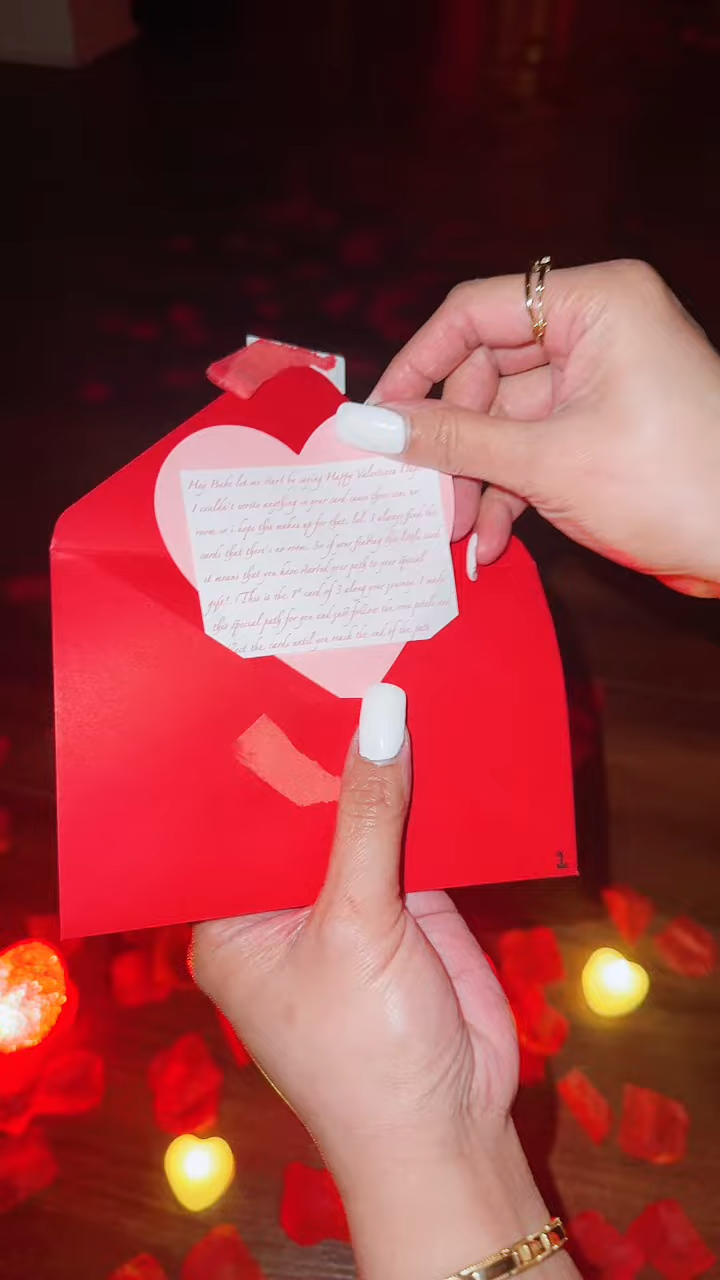 Hey Babe let me start by saying Happy Valentines
I couldn't write anything in your card cause there was no
room so i hope this makes up for that. lol. I always find the
cards that there's no room. So if your finding this little card
it means that you have started your path to your special
gift!. (This is the 1st card of 3 along your journey. I made
this special path for you and just follow the rose petals and
the cards until you reach the end of the path
1